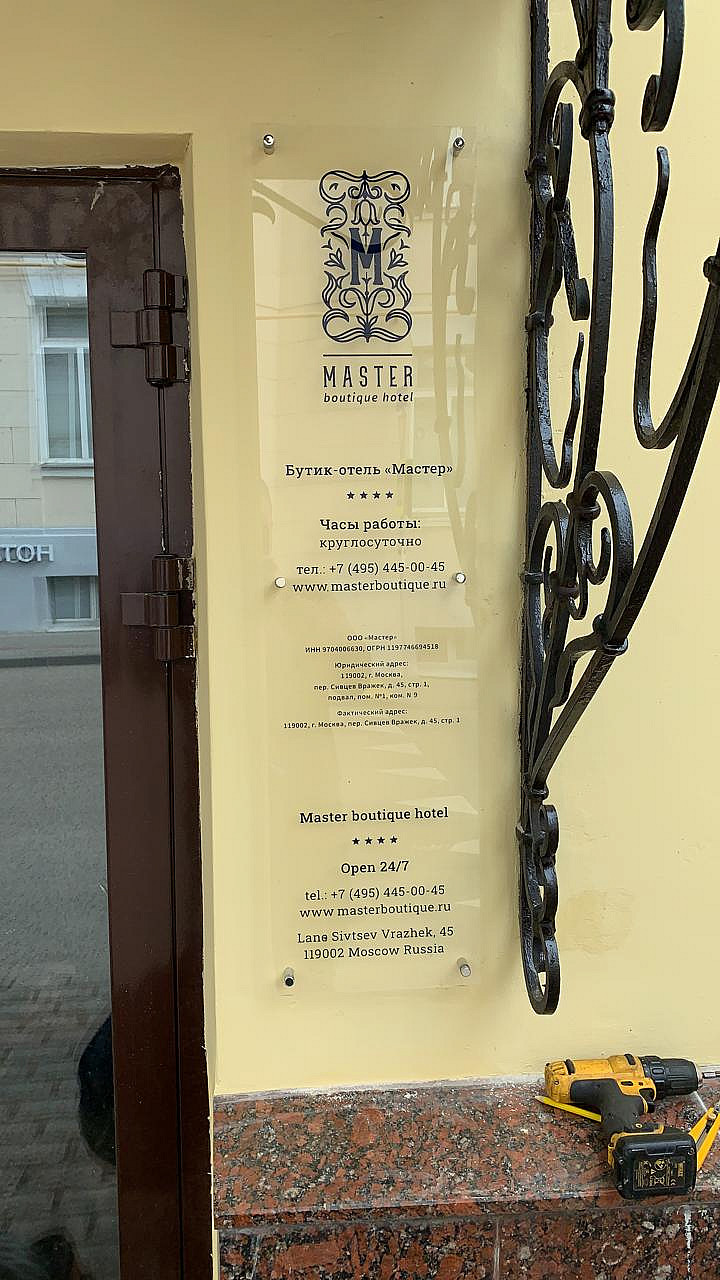 M
MASTER
boutique hotel
Бутик-отель «Мастер»
★★★★
Часы работы:
круглосуточно
тел.: +7 (495) 445-00-45
www.masterboutique.ru
ООО «Мастер»
ИНН 9704006630, ОГРН 1197746694518
Юридический адрес:
119002, г. Москва,
пер. Сивцев Вражек, д. 45, стр. 1,
подвал, пом. №1, ком. N 9
Фактический адрес:
119002, г. Москва, пер. Сивцев Вражек, д. 45, стр. 1
Master boutique hotel
★★★★
Open 24/7
tel.: +7 (495) 445-00-45
www.masterboutique.ru
Lane Sivtsev Vrazhek, 45
119002 Moscow Russia
СТОН